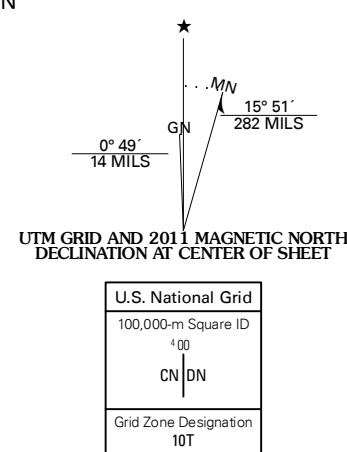 N
★
MN
15° 51´
282 MILS
GN
0° 49´
14 MILS
UTM GRID AND 2011 MAGNETIC NORTH
DECLINATION AT CENTER OF SHEET
U.S. National Grid
100,000-m Square ID
4 00
CN DN
Grid Zone Designation
10T